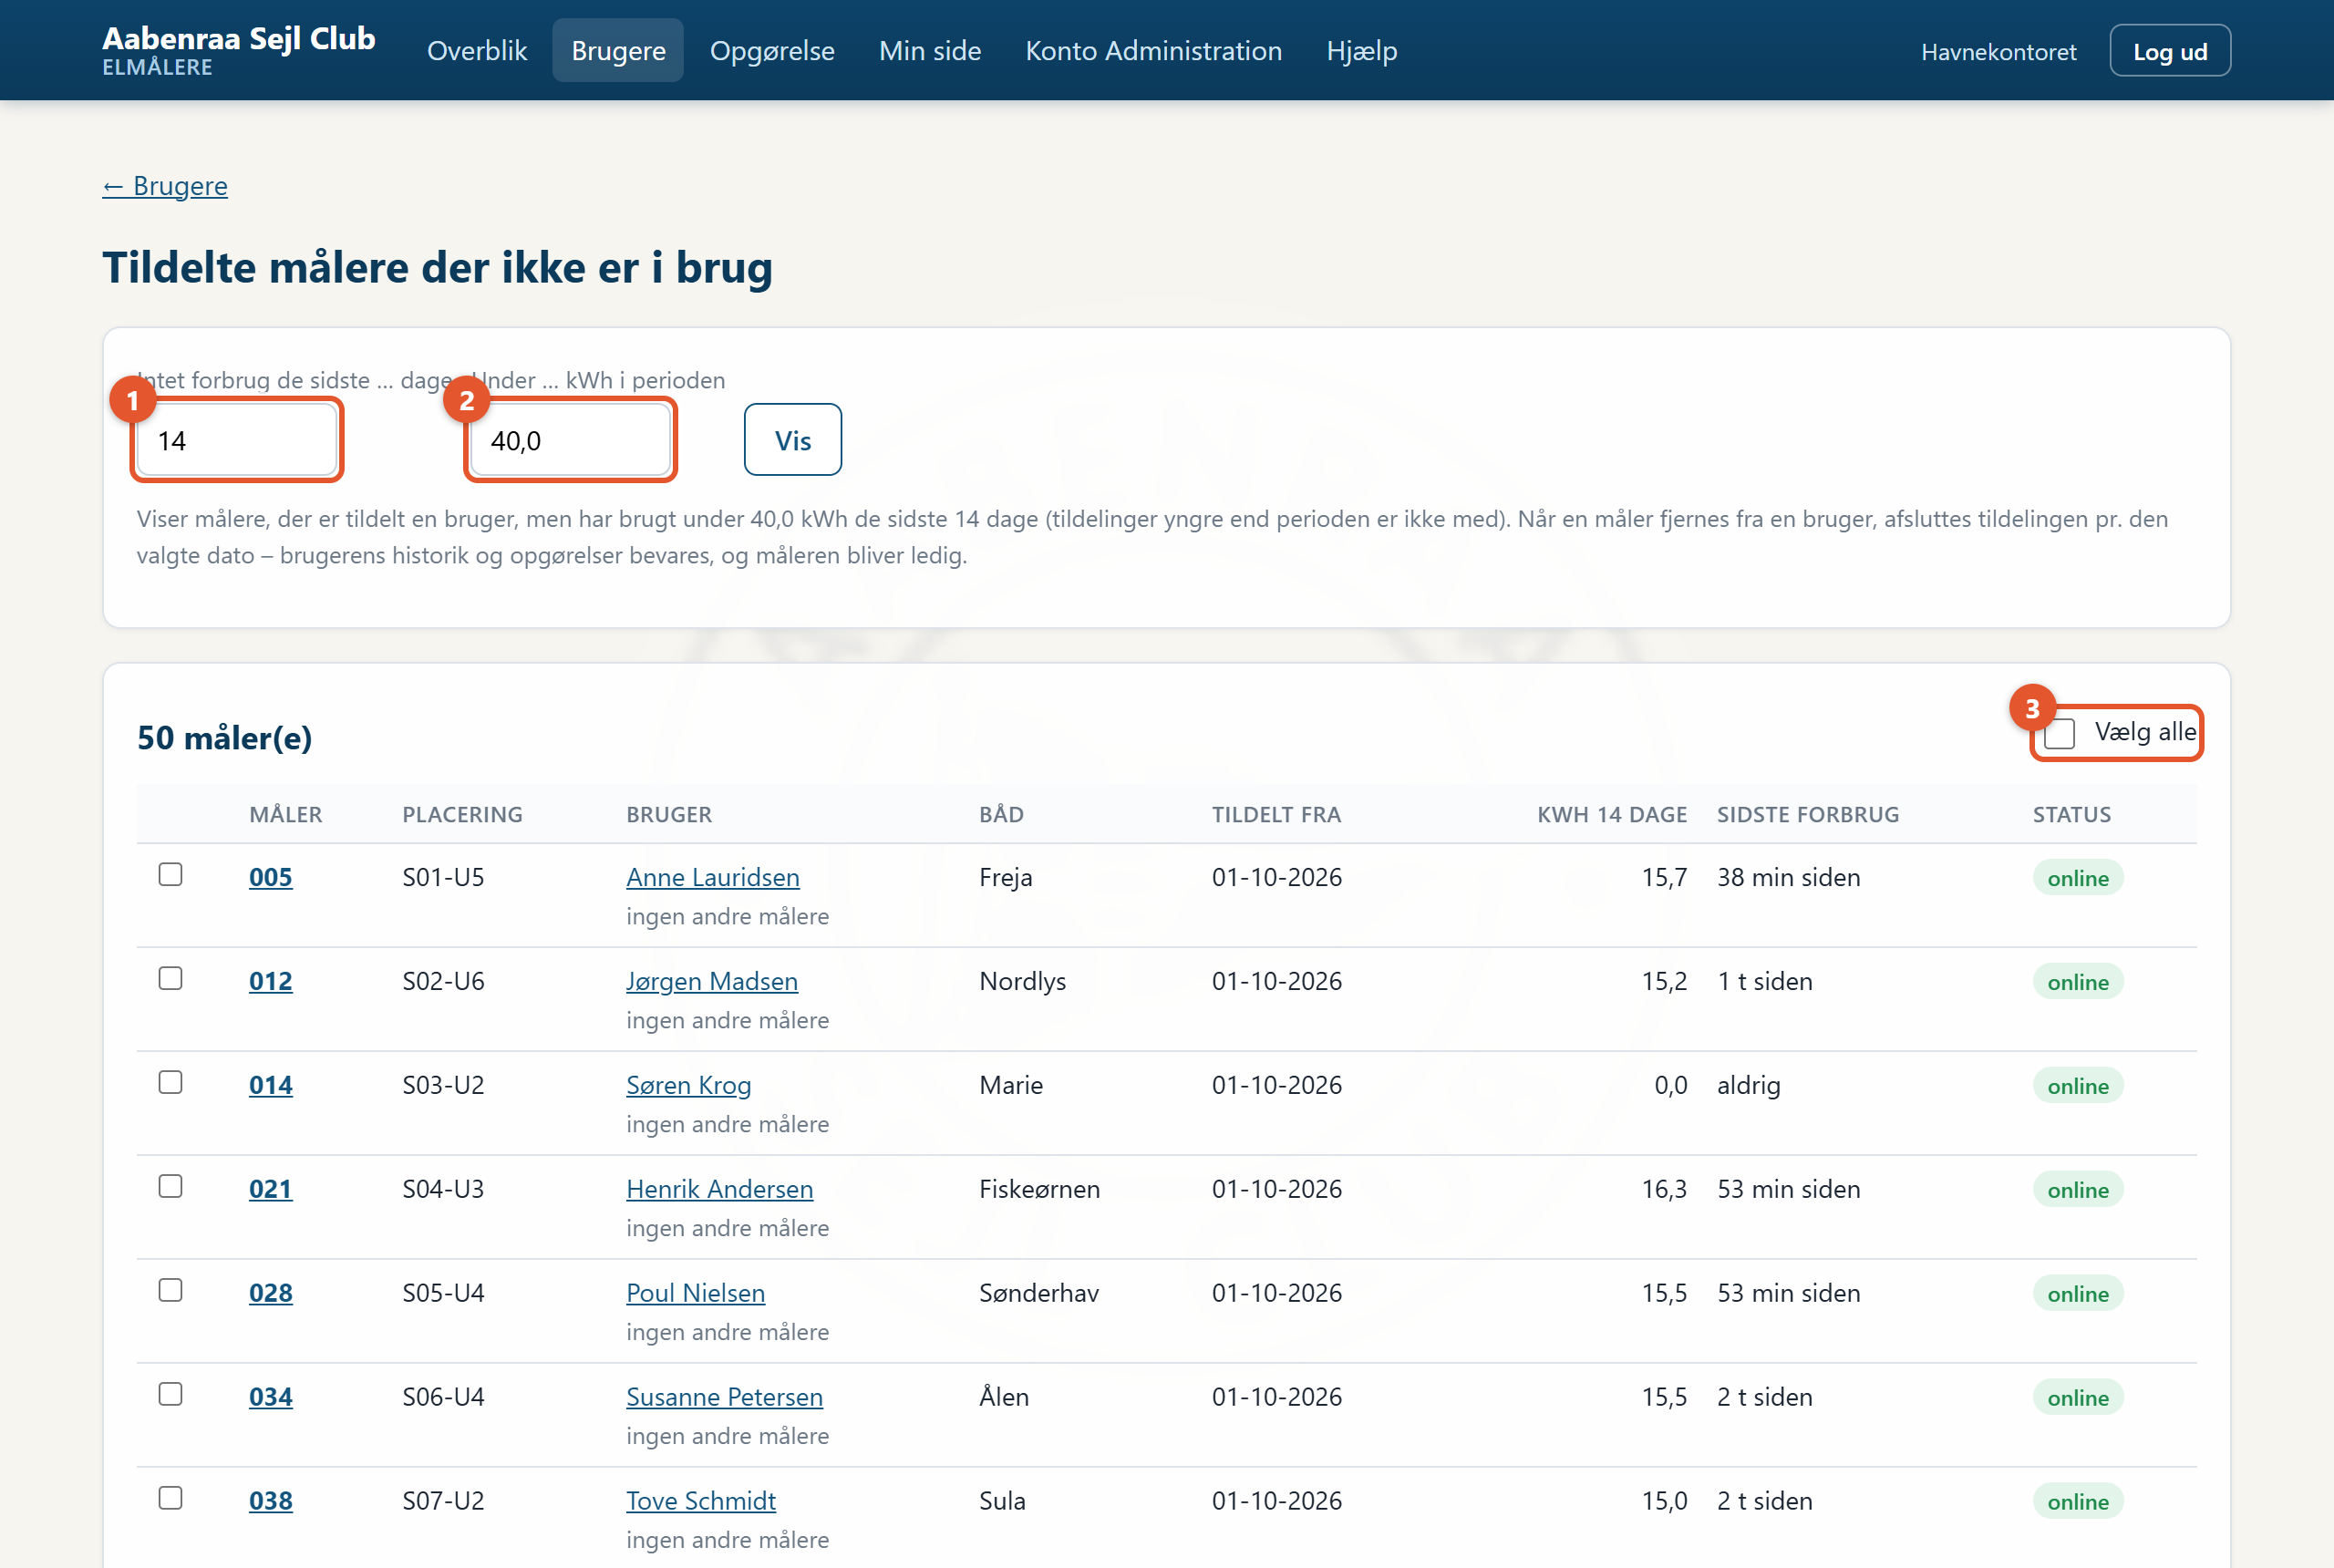 Aabenraa Sejl Club
ELMÅLERE
Overblik Brugere Opgørelse Min side Konto Administration Hjælp Havnekontoret Log ud
← Brugere
Tildelte målere der ikke er i brug
Intet forbrug de sidste ... dage Under ... kWh i perioden
1 14 2 40,0 Vis
Viser målere, der er tildelt en bruger, men har brugt under 40,0 kWh de sidste 14 dage (tildelinger yngre end perioden er ikke med). Når en måler fjernes fra en bruger, afsluttes tildelingen pr. den
valgte dato – brugerens historik og opgørelser bevares, og måleren bliver ledig.
50 måler(e) 3 Vælg alle
MÅLER PLACERING BRUGER BÅD TILDELT FRA KWH 14 DAGE SIDSTE FORBRUG STATUS
005 S01-U5 Anne Lauridsen Freja 01-10-2026 15,7 38 min siden online
ingen andre målere
012 S02-U6 Jørgen Madsen Nordlys 01-10-2026 15,2 1 t siden online
ingen andre målere
014 S03-U2 Søren Krog Marie 01-10-2026 0,0 aldrig online
ingen andre målere
021 S04-U3 Henrik Andersen Fiskeørnen 01-10-2026 16,3 53 min siden online
ingen andre målere
028 S05-U4 Poul Nielsen Sønderhav 01-10-2026 15,5 53 min siden online
ingen andre målere
034 S06-U4 Susanne Petersen Ålen 01-10-2026 15,5 2 t siden online
ingen andre målere
038 S07-U2 Tove Schmidt Sula 01-10-2026 15,0 2 t siden online
ingen andre målere